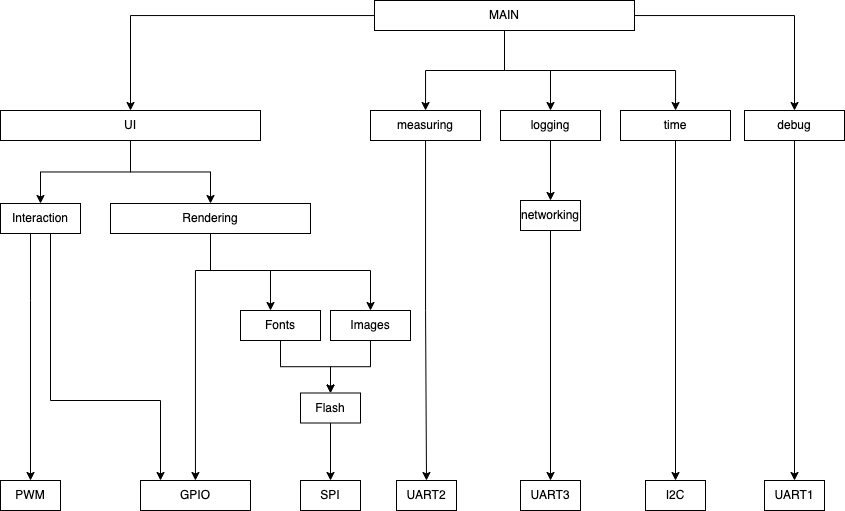 MAIN
UI
measuring
logging
time
debug
Interaction
Rendering
networking
Fonts
Images
Flash
PWM
GPIO
SPI
UART2
UART3
I2C
UART1